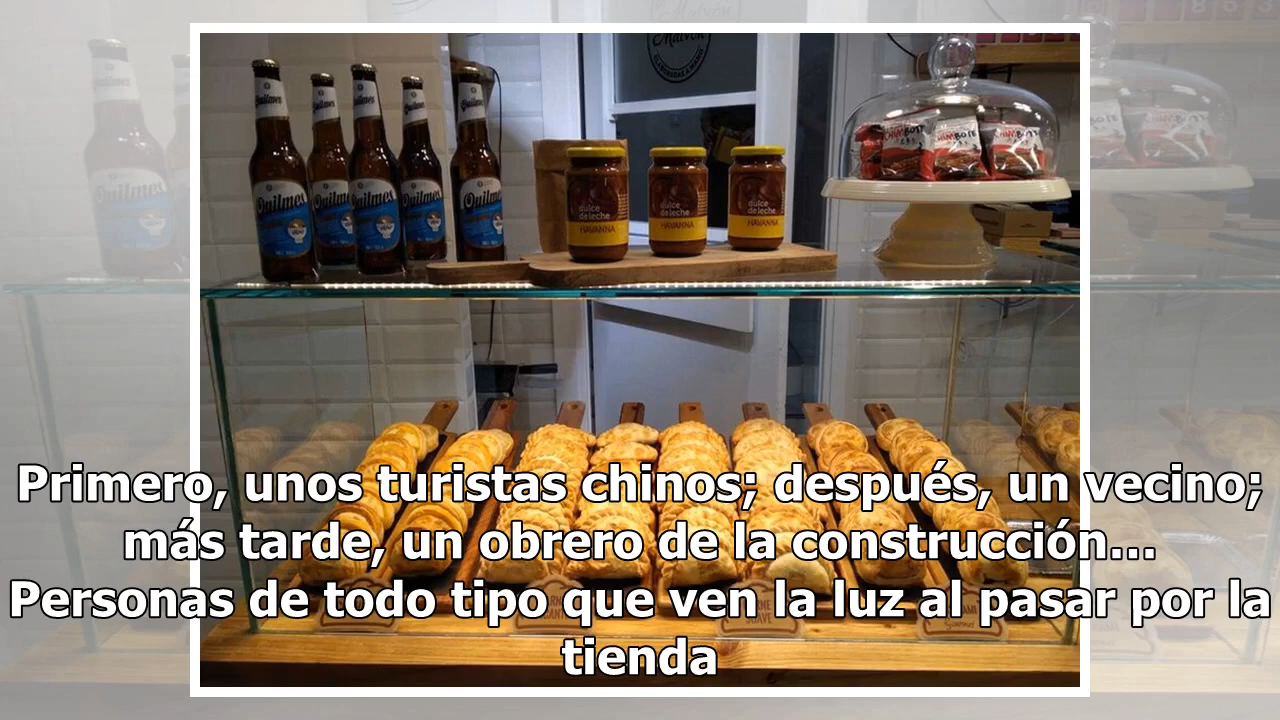 Malvón
Quilmes
Quilmes
Quilmes
Quilmes
Quilmes
dulce
de leche
HAVANNA
dulce
de leche
HAVANNA
dulce
de leche
HAVANNA
Primero, unos turistas chinos; después, un vecino;
más tarde, un obrero de la construcción...
Personas de todo tipo que ven la luz al pasar por la
tienda
SUAVE